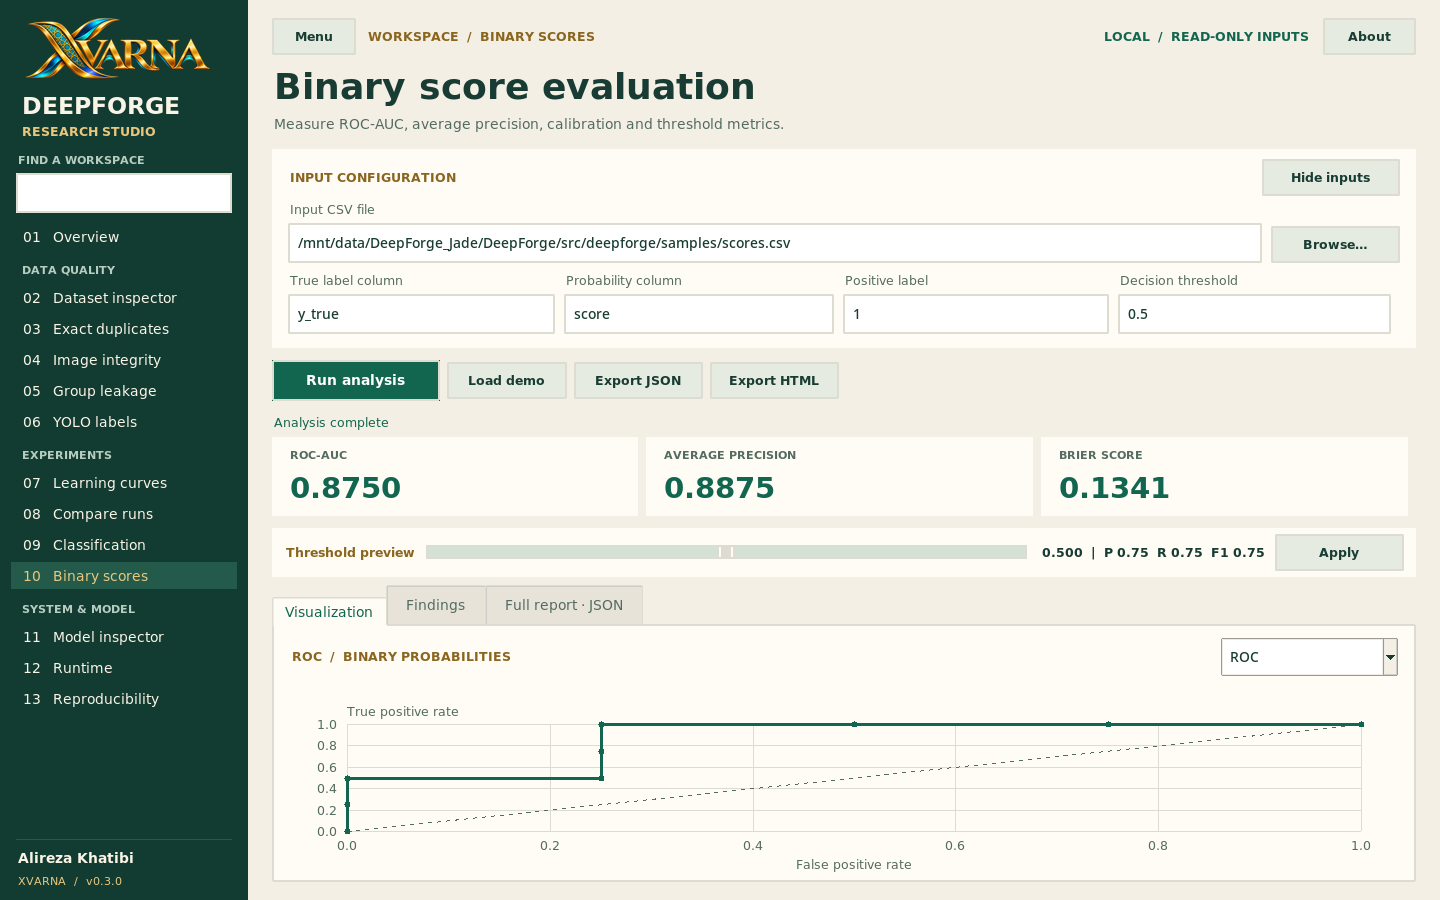 XVARNA
DEEPFORGE
RESEARCH STUDIO
FIND A WORKSPACE
01 Overview
DATA QUALITY
02 Dataset inspector
03 Exact duplicates
04 Image integrity
05 Group leakage
06 YOLO labels
EXPERIMENTS
07 Learning curves
08 Compare runs
09 Classification
10 Binary scores
SYSTEM & MODEL
11 Model inspector
12 Runtime
13 Reproducibility
Alireza Khatibi
XVARNA / v0.3.0
Menu WORKSPACE / BINARY SCORES LOCAL / READ-ONLY INPUTS About
Binary score evaluation
Measure ROC-AUC, average precision, calibration and threshold metrics.
INPUT CONFIGURATION Hide inputs
Input CSV file
/mnt/data/DeepForge_Jade/DeepForge/src/deepforge/samples/scores.csv Browse...
True label column Probability column Positive label Decision threshold
y_true score 1 0.5
Run analysis Load demo Export JSON Export HTML
Analysis complete
ROC-AUC AVERAGE PRECISION BRIER SCORE
0.8750 0.8875 0.1341
Threshold preview 0.500 | P 0.75 R 0.75 F1 0.75 Apply
Visualization Findings Full report · JSON
ROC / BINARY PROBABILITIES ROC
True positive rate
1.0
0.8
0.6
0.4
0.2
0.0
0.0 0.2 0.4 0.6 0.8 1.0
False positive rate